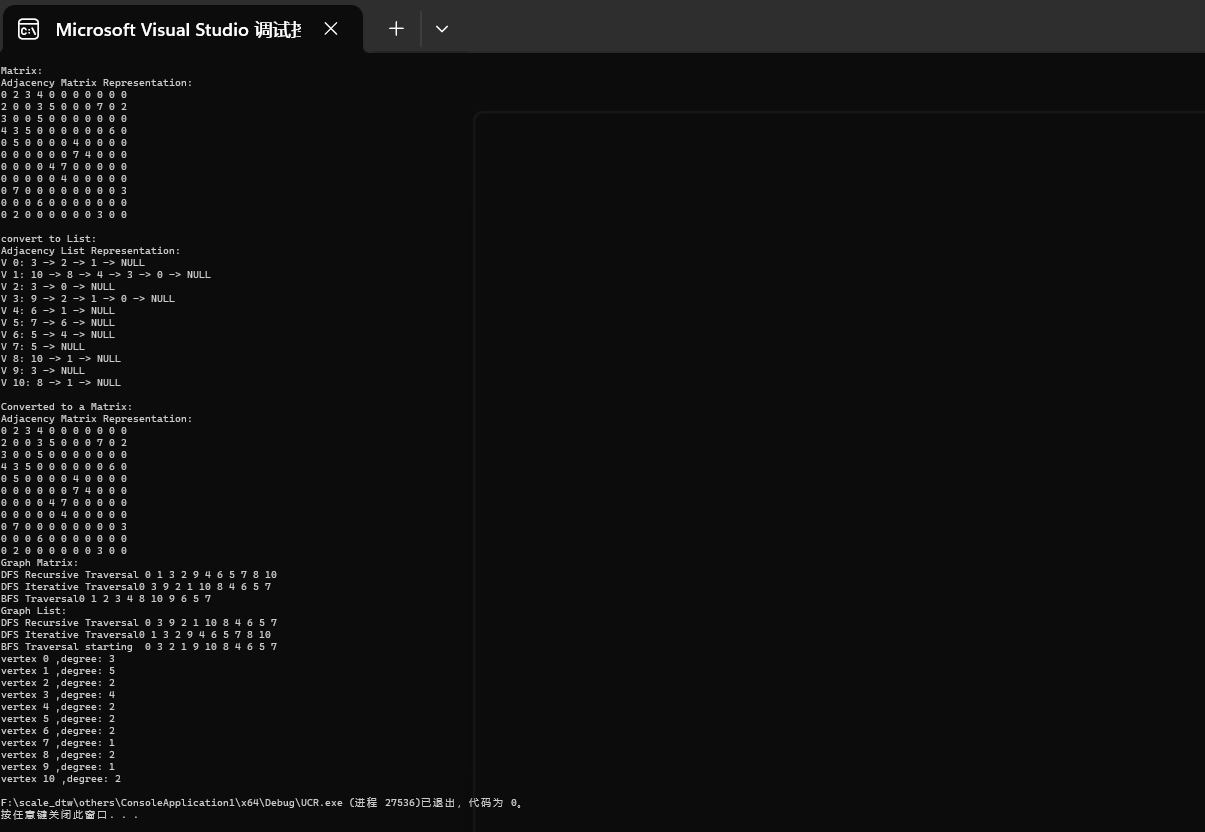 Microsoft Visual Studio 调试
Matrix:
Adjacency Matrix Representation:
0 2 3 4 0 0 0 0 0 0 0
2 0 0 3 5 0 0 0 7 0 2
3 0 0 5 0 0 0 0 0 0 0
4 3 5 0 0 0 0 0 0 6 0
0 5 0 0 0 0 4 0 0 0 0
0 0 0 0 0 0 7 4 0 0 0
0 0 0 0 4 7 0 0 0 0 0
0 0 0 0 0 4 0 0 0 0 0
0 7 0 0 0 0 0 0 0 0 3
0 0 0 6 0 0 0 0 0 0 0
0 2 0 0 0 0 0 0 3 0 0
convert to List:
Adjacency List Representation:
V 0: 3 -> 2 -> 1 -> NULL
V 1: 10 -> 8 -> 4 -> 3 -> 0 -> NULL
V 2: 3 -> 0 -> NULL
V 3: 9 -> 2 -> 1 -> 0 -> NULL
V 4: 6 -> 1 -> NULL
V 5: 7 -> 6 -> NULL
V 6: 5 -> 4 -> NULL
V 7: 5 -> NULL
V 8: 10 -> 1 -> NULL
V 9: 3 -> NULL
V 10: 8 -> 1 -> NULL
Converted to a Matrix:
Adjacency Matrix Representation:
0 2 3 4 0 0 0 0 0 0 0
2 0 0 3 5 0 0 0 7 0 2
3 0 0 5 0 0 0 0 0 0 0
4 3 5 0 0 0 0 0 0 6 0
0 5 0 0 0 0 4 0 0 0 0
0 0 0 0 0 0 7 4 0 0 0
0 0 0 0 4 7 0 0 0 0 0
0 0 0 0 0 4 0 0 0 0 0
0 7 0 0 0 0 0 0 0 0 3
0 0 0 6 0 0 0 0 0 0 0
0 2 0 0 0 0 0 0 3 0 0
Graph Matrix:
DFS Recursive Traversal 0 1 3 2 9 4 6 5 7 8 10
DFS Iterative Traversal0 3 9 2 1 10 8 4 6 5 7
BFS Traversal0 1 2 3 4 8 10 9 6 5 7
Graph List:
DFS Recursive Traversal 0 3 9 2 1 10 8 4 6 5 7
DFS Iterative Traversal0 1 3 2 9 4 6 5 7 8 10
BFS Traversal starting  0 3 2 1 9 10 8 4 6 5 7
vertex 0 ,degree: 3
vertex 1 ,degree: 5
vertex 2 ,degree: 2
vertex 3 ,degree: 4
vertex 4 ,degree: 2
vertex 5 ,degree: 2
vertex 6 ,degree: 2
vertex 7 ,degree: 1
vertex 8 ,degree: 2
vertex 9 ,degree: 1
vertex 10 ,degree: 2
F:\scale_dtw\others\ConsoleApplication1\x64\Debug\UCR.exe (进程 27536)已退出，代码为 0。
按任意键关闭此窗口. . .